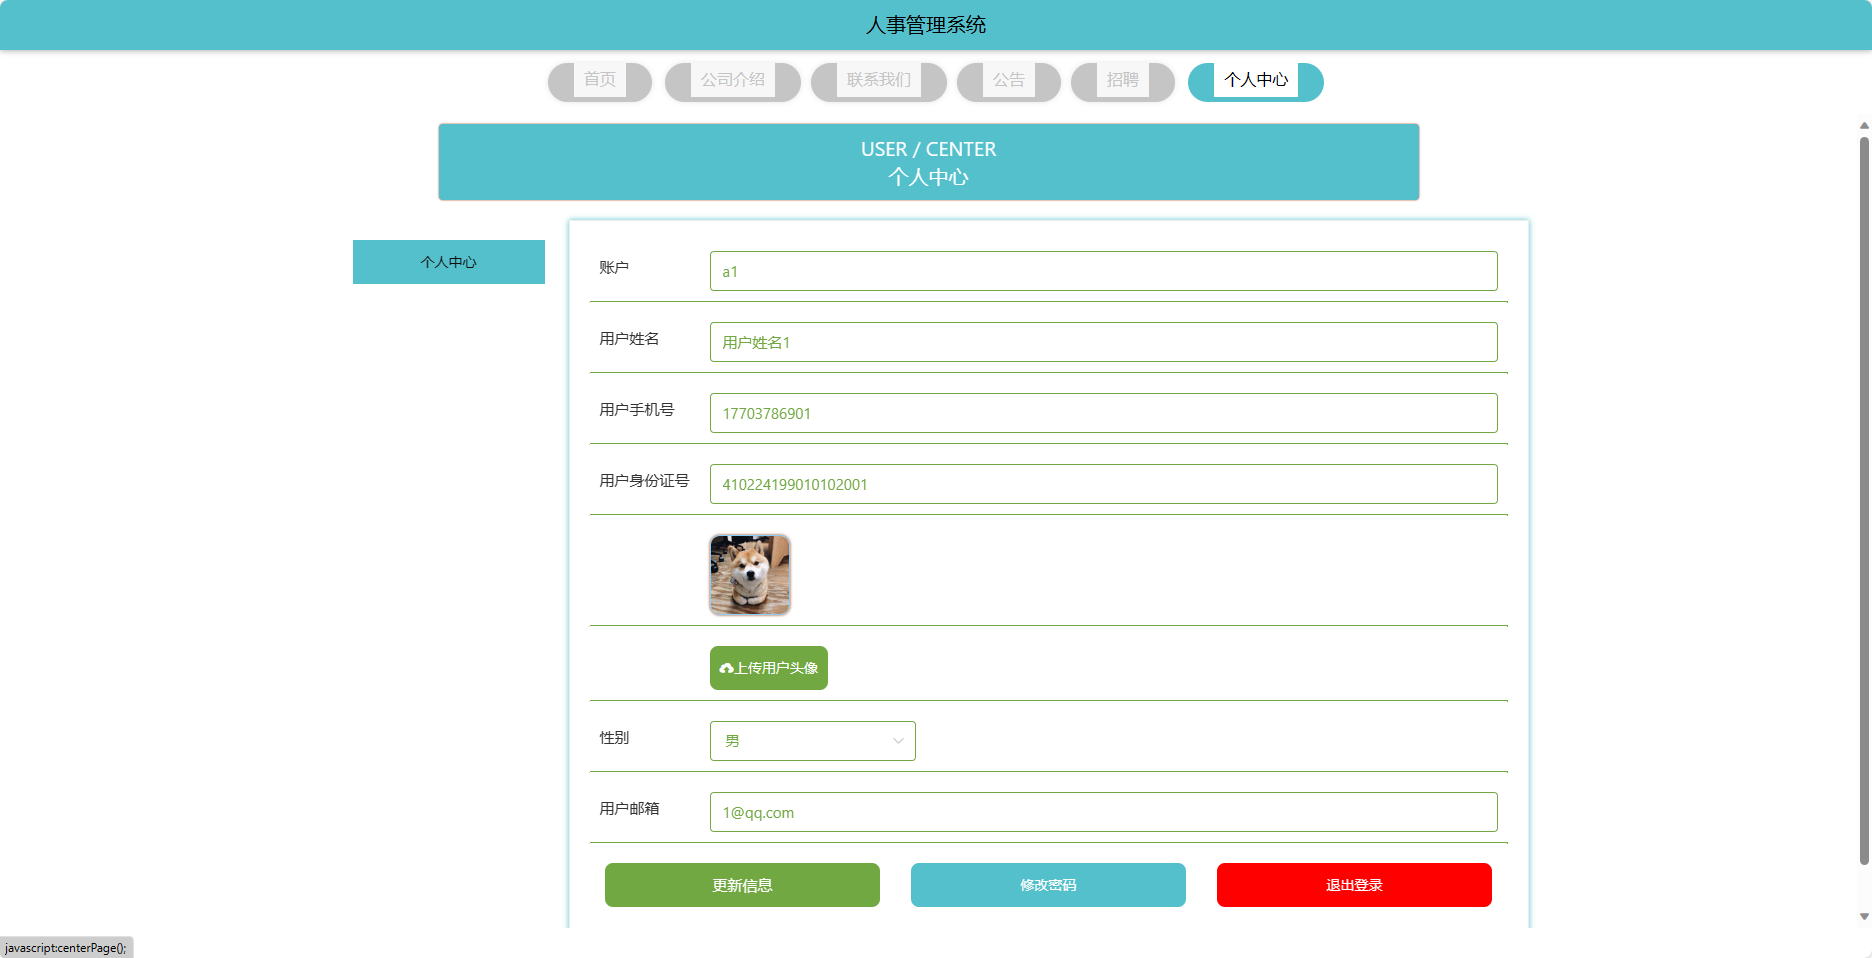 人事管理系统
首页
公司介绍
联系我们
公告
招聘
个人中心
USER / CENTER
个人中心
个人中心
账户
a1
用户姓名
用户姓名1
用户手机号
17703786901
用户身份证号
410224199010102001
上传用户头像
性别
男
用户邮箱
1@qq.com
更新信息
修改密码
退出登录
javascript:centerPage();